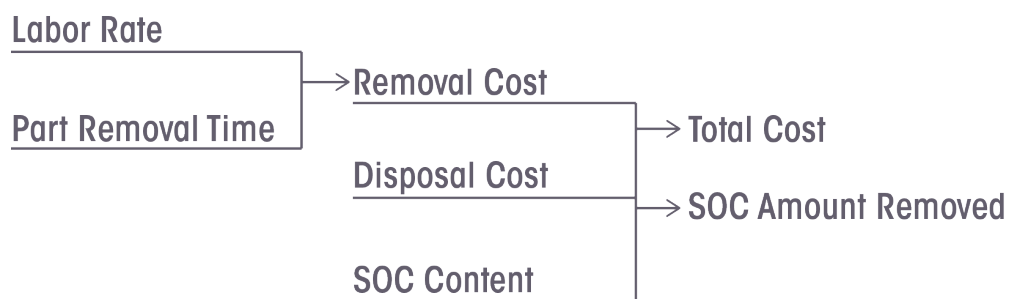 Labor Rate
Part Removal Time
Removal Cost
Disposal Cost
SOC Content
Total Cost
SOC Amount Removed